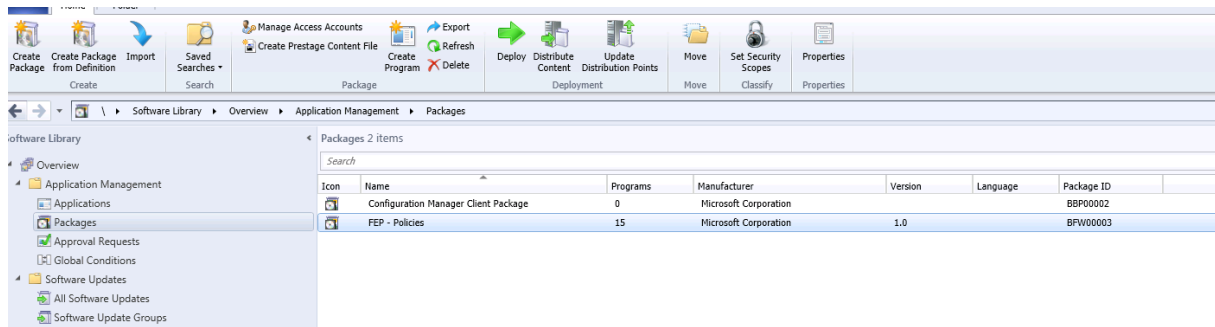 Home Folder
Manage Access Accounts Export
Create Prestage Content File Refresh
Delete
Create Package
Create Package from Definition
Import
Saved Searches
Create Program
Deploy
Distribute Content
Update Distribution Points
Move
Set Security Scopes
Properties
Create Search Package Deployment Move Classify Properties
\ Software Library Overview Application Management Packages
oftware Library
Packages 2 items
Search
Overview
Application Management
Applications
Packages
Approval Requests
Global Conditions
Software Updates
All Software Updates
Software Update Groups
Icon Name Programs Manufacturer Version Language Package ID
Configuration Manager Client Package 0 Microsoft Corporation BBP00002
FEP - Policies 15 Microsoft Corporation 1.0 BFW00003